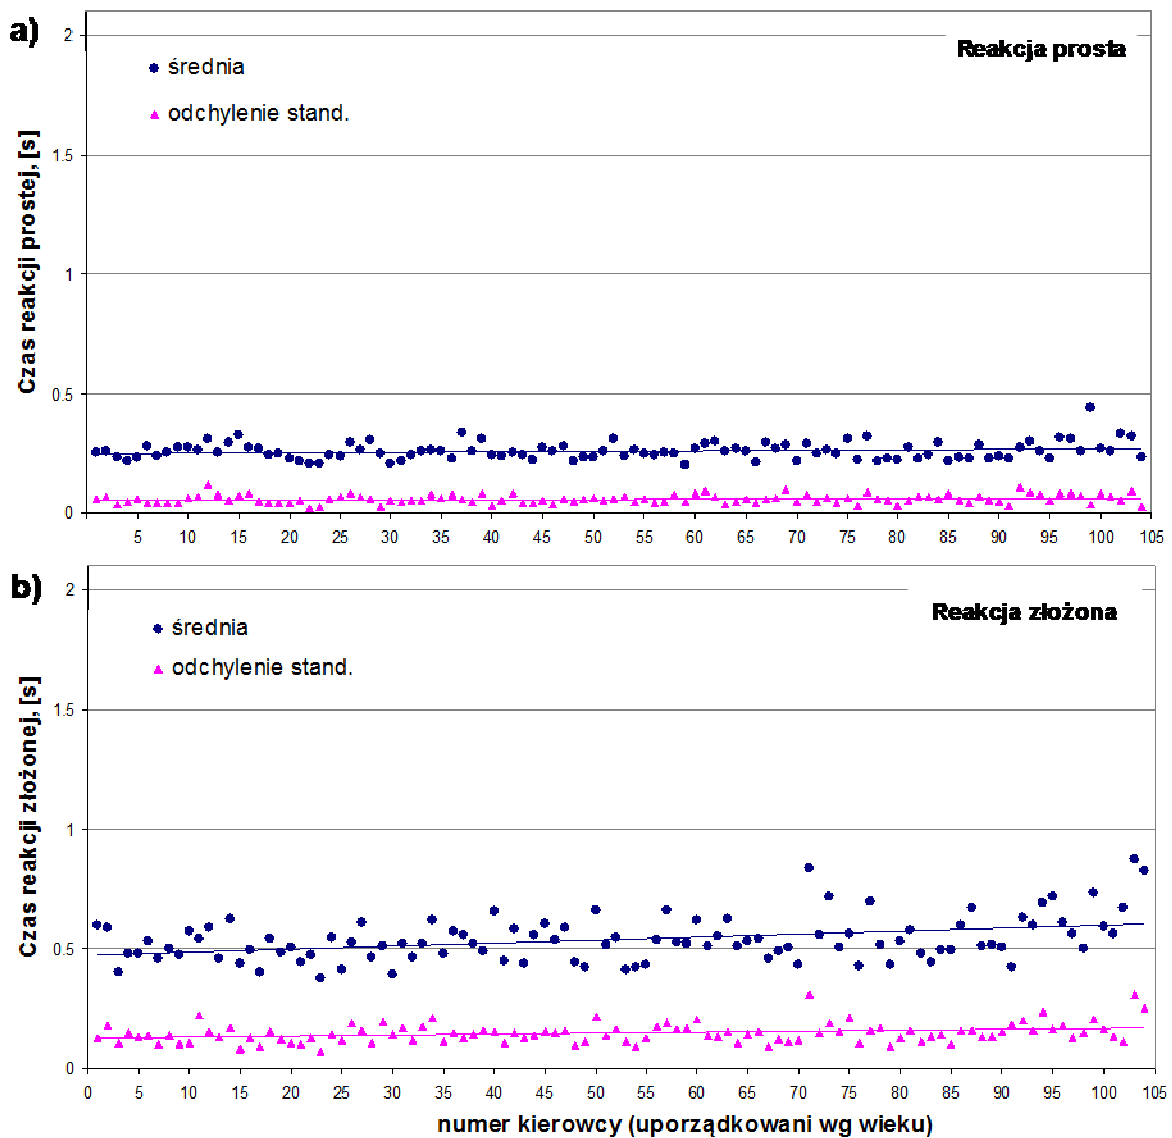 a)
Reakcja prosta
średnia
odchylenie stand.
Czas reakcji prostej, [s]
2
1.5
1
0.5
0
5 10 15 20 25 30 35 40 45 50 55 60 65 70 75 80 85 90 95 100 105
b)
Reakcja złożona
średnia
odchylenie stand.
Czas reakcji złożonej, [s]
2
1.5
1
0.5
0
0 5 10 15 20 25 30 35 40 45 50 55 60 65 70 75 80 85 90 95 100 105
numer kierowcy (uporządkowani wg wieku)